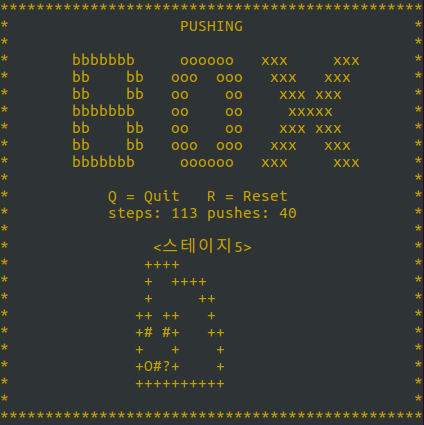 ***********************************************
*                   PUSHING                   *
*                                             *
*       bbbbbbb     oooooo   xxx     xxx      *
*       bb    bb   ooo  ooo   xxx   xxx       *
*       bb    bb   oo    oo    xxx xxx        *
*       bbbbbbb    oo    oo     xxxxx         *
*       bb    bb   oo    oo    xxx xxx        *
*       bb    bb   ooo  ooo   xxx   xxx       *
*       bbbbbbb     oooooo   xxx     xxx      *
*                                             *
*           Q = Quit   R = Reset              *
*           steps: 113 pushes: 40             *
*                                             *
*                <스테이지5>                  *
*               ++++                          *
*               +  ++++                       *
*               +     ++                      *
*              ++ ++   +                      *
*              +# #+   ++                     *
*              +   +    +                     *
*              +O#?+    +                     *
*              ++++++++++                     *
*                                             *
***********************************************